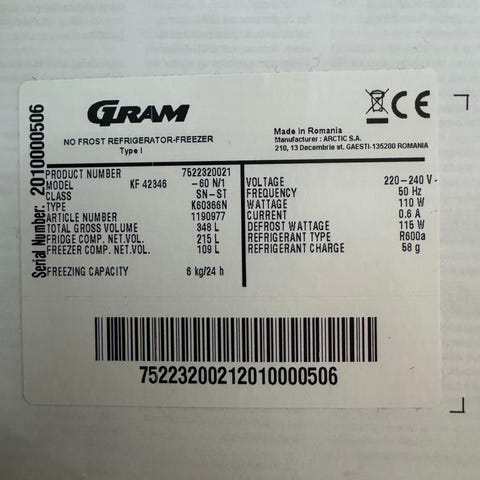 Serial Number: 2010000506
GRAM
NO FROST REFRIGERATOR-FREEZER
Type I
CE
Made in Romania
Manufacturer : ARCTIC S.A.
210, 13 Decembrie st. GAESTI-135200 ROMANIA
PRODUCT NUMBER 7522320021
MODEL KF 42346 -60 N/1
CLASS SN-ST
TYPE K60366N
ARTICLE NUMBER 1190977
TOTAL GROSS VOLUME 348 L
FRIDGE COMP. NET.VOL. 215 L
FREEZER COMP. NET.VOL. 109 L
FREEZING CAPACITY 6 kg/24 h
VOLTAGE 220-240 V~
FREQUENCY 50 Hz
WATTAGE 110 W
CURRENT 0.6 A
DEFROST WATTAGE 115 W
REFRIGERANT TYPE R600a
REFRIGERANT CHARGE 58 g
75223200212010000506